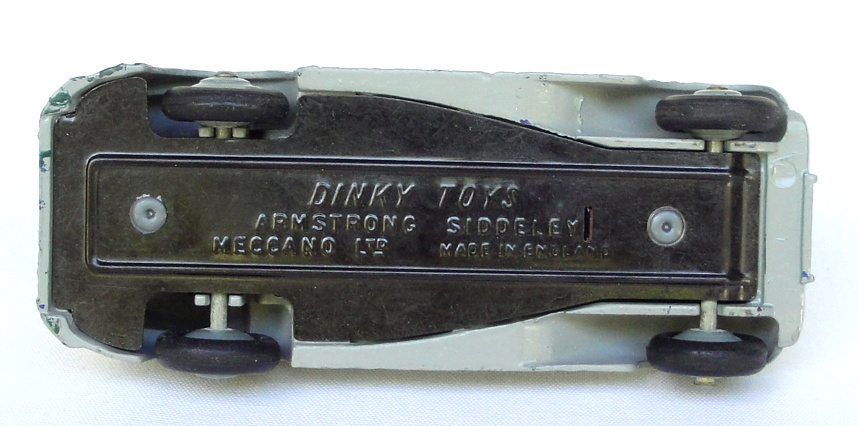 DINKY TOYS
ARMSTRONG SIDDELEY
MECCANO LTD MADE IN ENGLAND